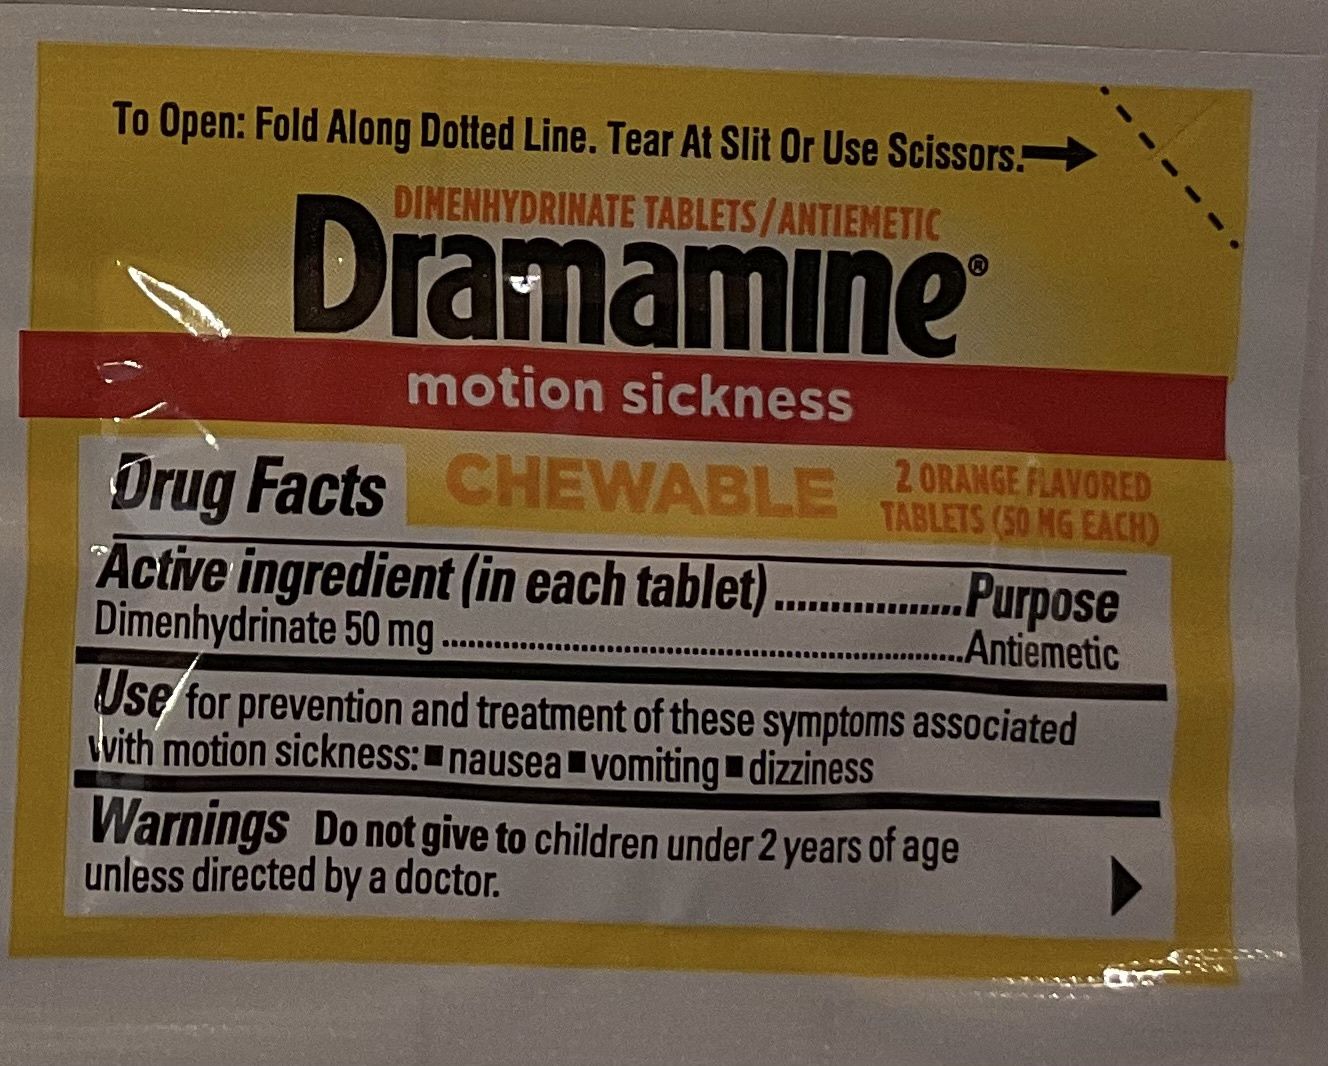 To Open: Fold Along Dotted Line. Tear At Slit Or Use Scissors.
DIMENHYDRINATE TABLETS/ANTIEMETIC
Dramamine®
motion sickness
Drug Facts
CHEWABLE
2 ORANGE FLAVORED
TABLETS (50 MG EACH)
Active ingredient (in each tablet)..................Purpose
Dimenhydrinate 50 mg ..........................................................................Antiemetic
Use for prevention and treatment of these symptoms associated
with motion sickness: ■ nausea ■ vomiting ■ dizziness
Warnings Do not give to children under 2 years of age
unless directed by a doctor.